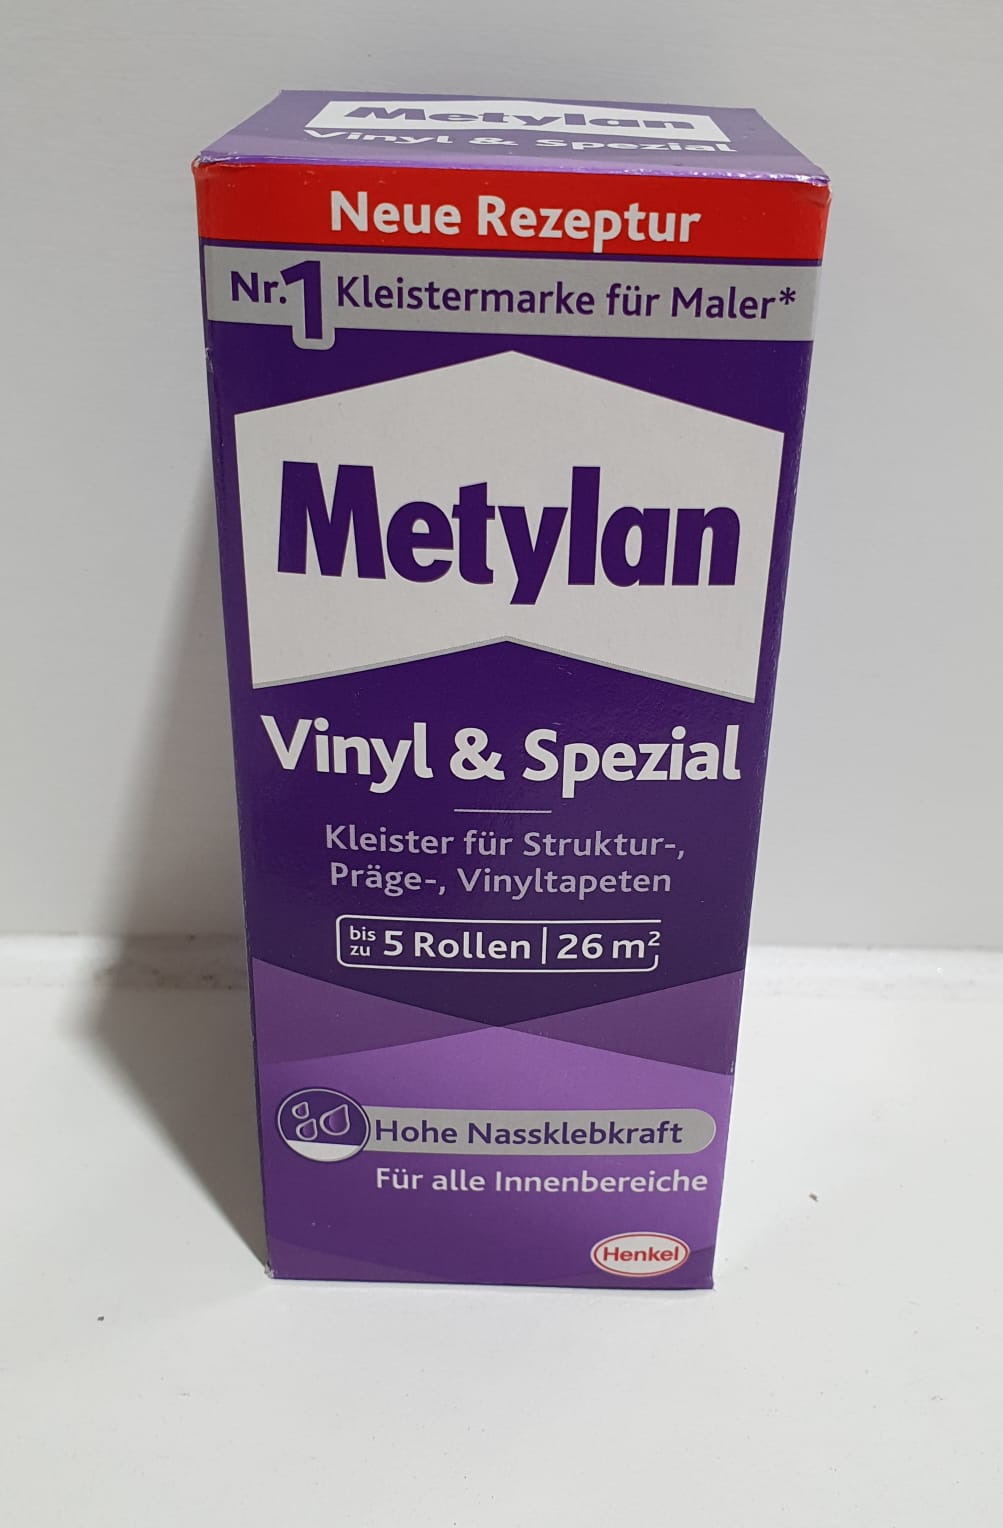 Metylan
Vinyl & Spezial
Neue Rezeptur
Nr.1 Kleistermarke für Maler*
Metylan
Vinyl & Spezial
Kleister für Struktur-,
Präge-, Vinyltapeten
bis zu 5 Rollen | 26 m²
Hohe Nassklebkraft
Für alle Innenbereiche
Henkel